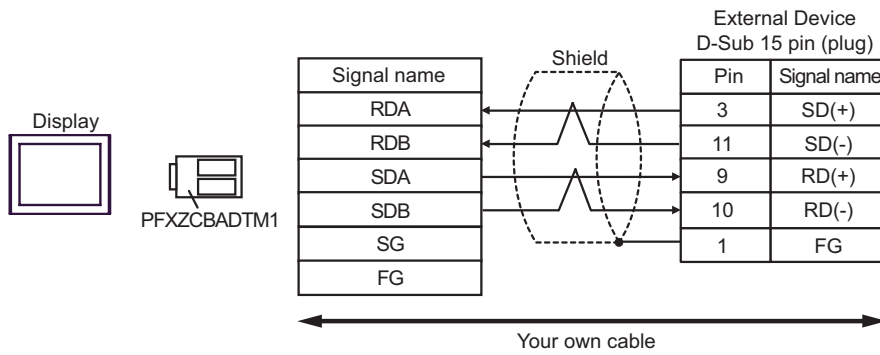 External Device
D-Sub 15 pin (plug)
Shield
Signal name
Pin Signal name
RDA
3 SD(+)
Display
RDB
11 SD(-)
SDA
9 RD(+)
SDB
10 RD(-)
PFXZCBADTM1
SG
1 FG
FG
Your own cable